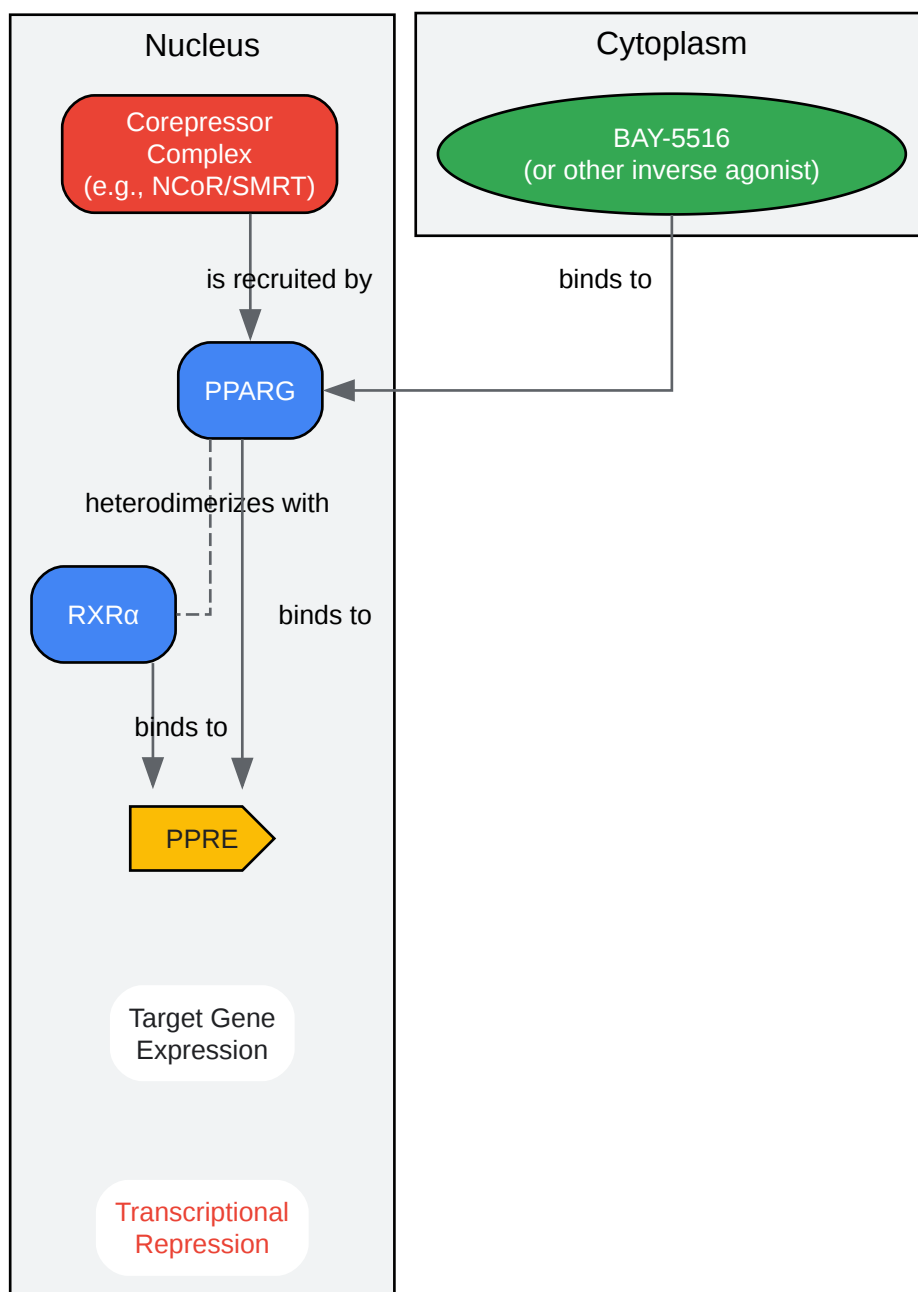 Nucleus
Cytoplasm
Corepressor
Complex
(e.g., NCoR/SMRT)
BAY-5516
(or other inverse agonist)
is recruited by
binds to
PPARG
heterodimerizes with
RXRα
binds to
binds to
PPRE
Target Gene
Expression
Transcriptional
Repression